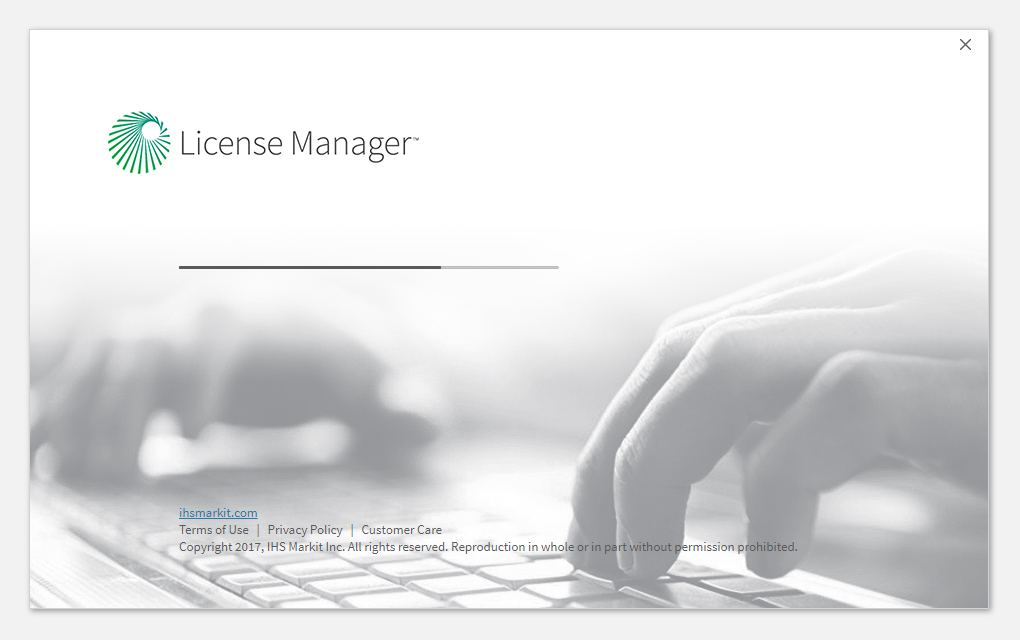 License Manager™
ihsmarkit.com
Terms of Use | Privacy Policy | Customer Care
Copyright 2017, IHS Markit Inc. All rights reserved. Reproduction in whole or in part without permission prohibited.